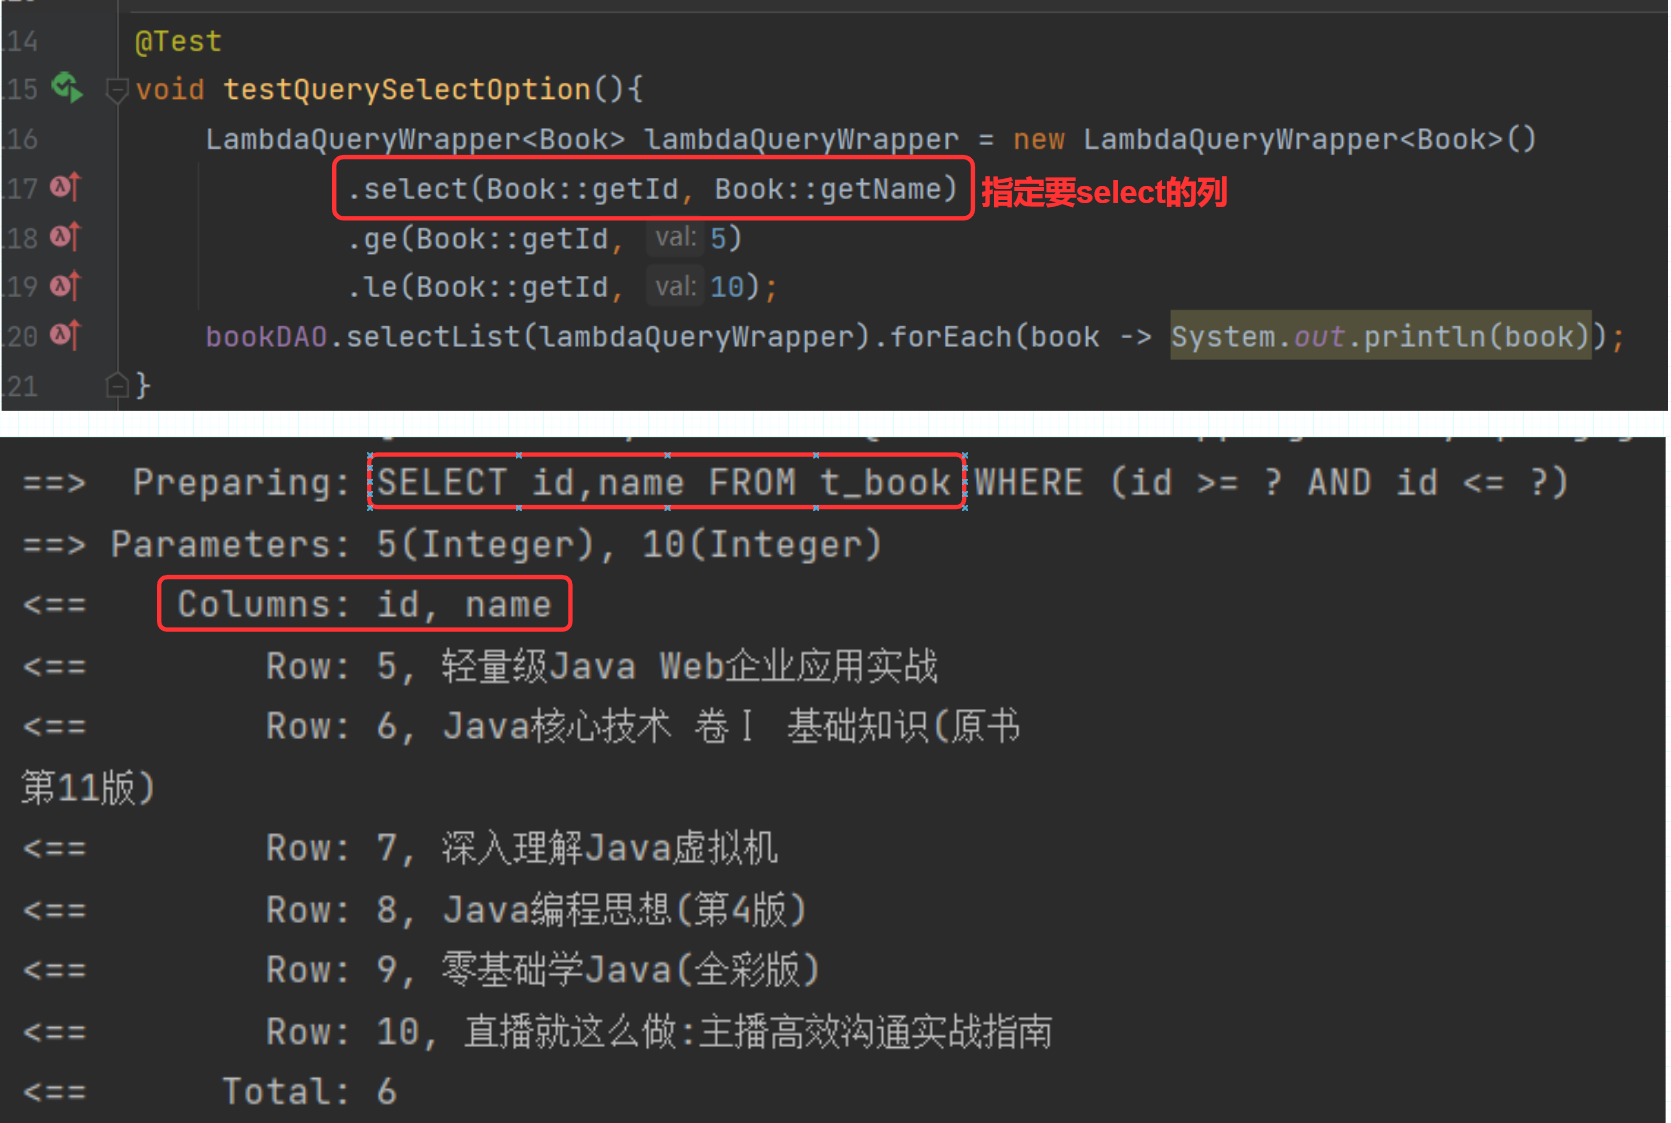 14 @Test
15 void testQuerySelectOption(){
16 LambdaQueryWrapper<Book> lambdaQueryWrapper = new LambdaQueryWrapper<Book>()
17 .select(Book::getId, Book::getName) 指定要select的列
18 .ge(Book::getId, val: 5)
19 .le(Book::getId, val: 10);
20 bookDAO.selectList(lambdaQueryWrapper).forEach(book -> System.out.println(book));
21 }
==> Preparing: SELECT id,name FROM t_book WHERE (id >= ? AND id <= ?)
==> Parameters: 5(Integer), 10(Integer)
<== Columns: id, name
<== Row: 5, 轻量级Java Web企业应用实战
<== Row: 6, Java核心技术 卷Ⅰ 基础知识(原书
第11版)
<== Row: 7, 深入理解Java虚拟机
<== Row: 8, Java编程思想(第4版)
<== Row: 9, 零基础学Java(全彩版)
<== Row: 10, 直播就这么做:主播高效沟通实战指南
<== Total: 6